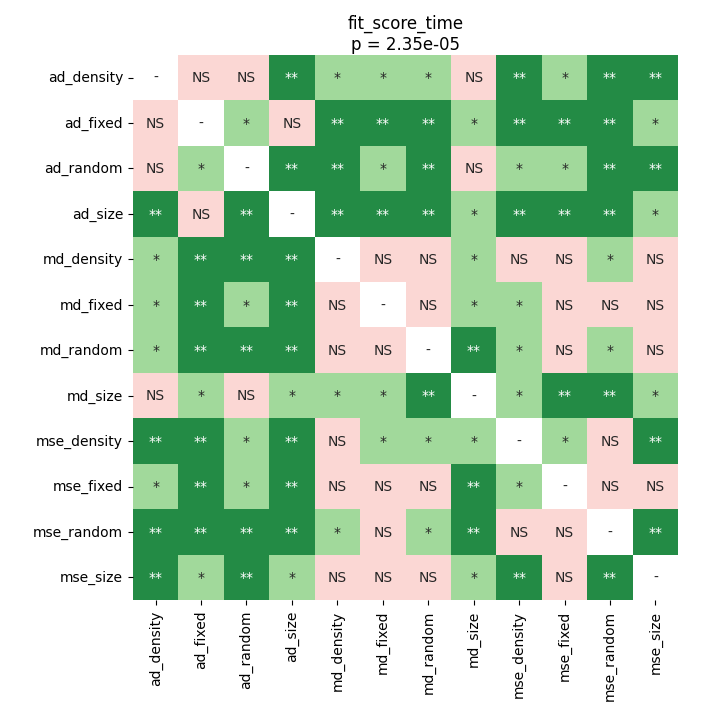 fit_score_time
p = 2.35e-05
ad_density - NS NS ** * * * NS ** * ** **
ad_fixed NS - * NS ** ** ** * ** ** ** *
ad_random NS * - ** ** * ** NS * * ** **
ad_size ** NS ** - ** ** ** * ** ** ** *
md_density * ** ** ** - NS NS * NS NS * NS
md_fixed * ** * ** NS - NS * * NS NS NS
md_random * ** ** ** NS NS - ** * NS * NS
md_size NS * NS * * * ** - * ** ** *
mse_density ** ** * ** NS * * * - * NS **
mse_fixed * ** * ** NS NS NS ** * - NS NS
mse_random ** ** ** ** * NS * ** NS NS - **
mse_size ** * ** * NS NS NS * ** NS ** -
ad_density
ad_fixed
ad_random
ad_size
md_density
md_fixed
md_random
md_size
mse_density
mse_fixed
mse_random
mse_size